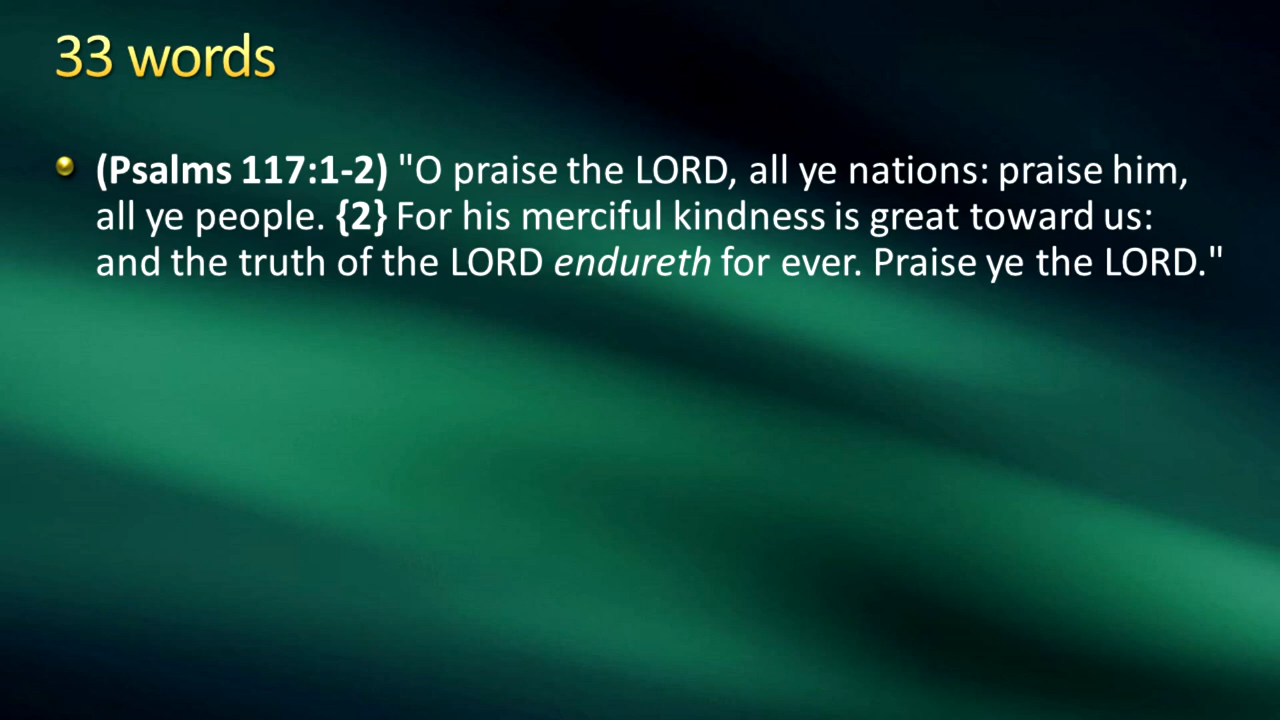 33 words
(Psalms 117:1-2) "O praise the LORD, all ye nations: praise him,
all ye people. {2} For his merciful kindness is great toward us:
and the truth of the LORD endureth for ever. Praise ye the LORD."